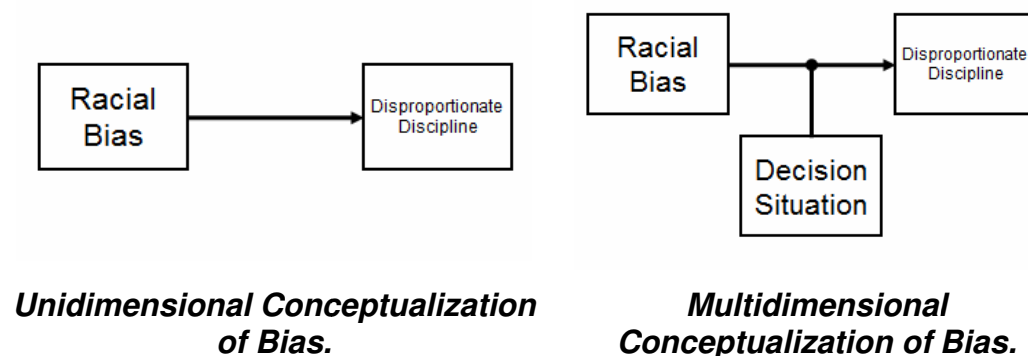 Racial
Bias
Disproportionate
Discipline
Unidimensional Conceptualization
of Bias.
Racial
Bias
Disproportionate
Discipline
Decision
Situation
Multidimensional
Conceptualization of Bias.